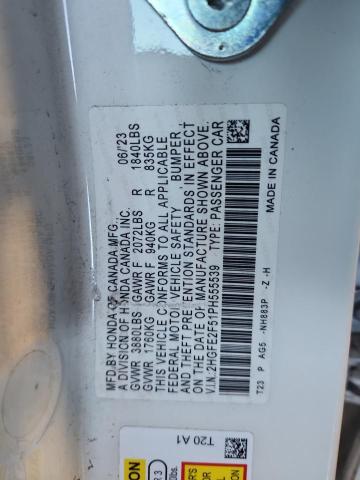 MFD.BY HONDA OF CANADA MFG.,
A DIVISION OF HONDA CANADA INC. 06/23
GVWR 3880LBS GAWR F 2072LBS R 1840LBS
GVWR 1760KG GAWR F 940KG R 835KG
THIS VEHICLE CONFORMS TO ALL APPLICABLE
FEDERAL MOTOR VEHICLE SAFETY, BUMPER,
AND THEFT PREVENTION STANDARDS IN EFFECT
ON THE DATE OF MANUFACTURE SHOWN ABOVE.
V.I.N:2HGFE2F51PH555539 TYPE: PASSENGER CAR
T23 P AG5 -NH883P -Z -H MADE IN CANADA
T20 A1